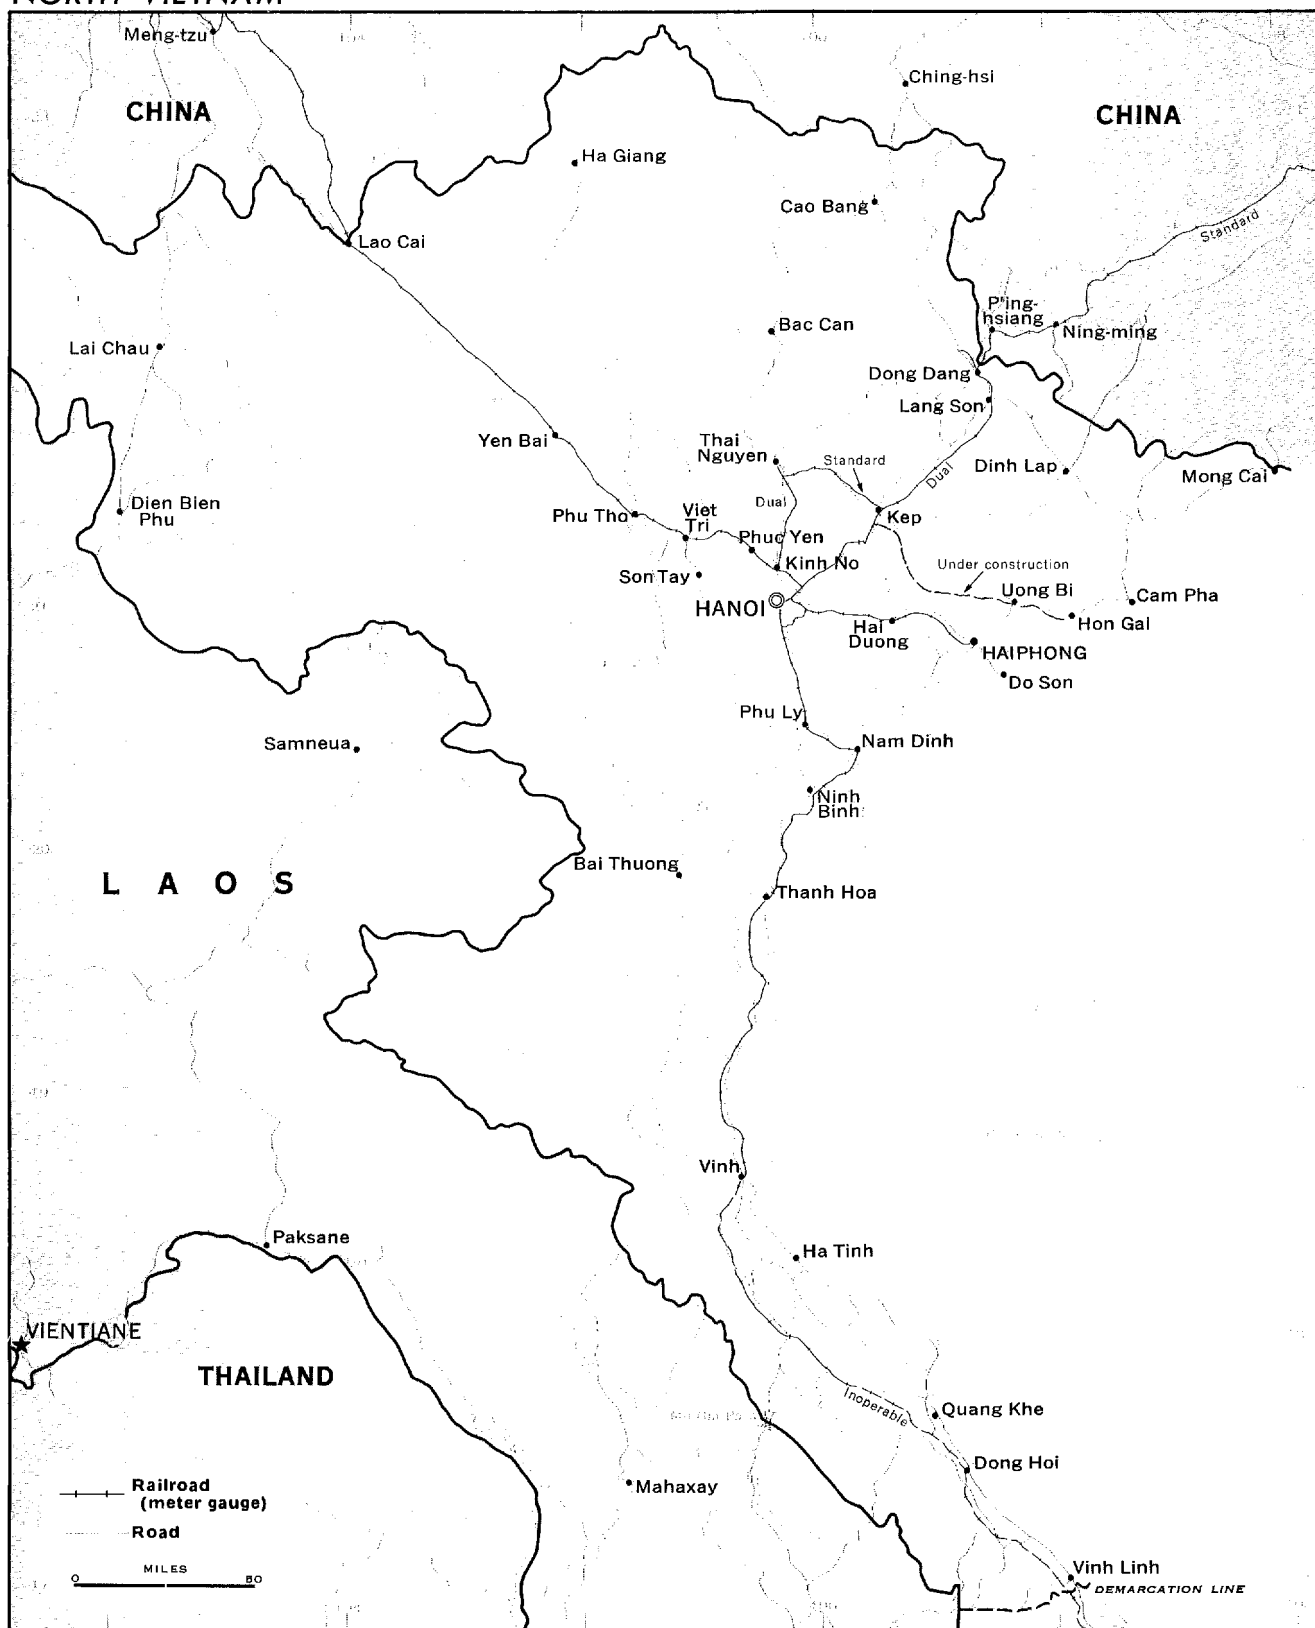 NORTH VIETNAM
Meng-tzu
CHINA
Ching-hsi
CHINA
Ha Giang
Cao Bang
Standard
Lao Cai
P'ing-
hsiang
Ning-ming
Bac Can
Lai Chau
Dong Dang
Lang Son
Yen Bai
Thai
Nguyen
Standard
Dual
Dinh Lap
Mong Cai
Dien Bien
Phu
Phu Tho
Viet
Tri
Dual
Kep
Phuc Yen
Kinh No
Under construction
Son Tay
Uong Bi
Cam Pha
HANOI
Hon Gai
Hai
Duong
HAIPHONG
Do Son
Phu Ly
Samneua
Nam Dinh
Ninh
Binh
Bai Thuong
LAOS
Thanh Hoa
Vinh
Paksane
Ha Tinh
VIENTIANE
THAILAND
Inoperable
Quang Khe
Dong Hoi
Railroad
(meter gauge)
Mahaxay
Road
MILES
0 50
Vinh Linh
DEMARCATION LINE